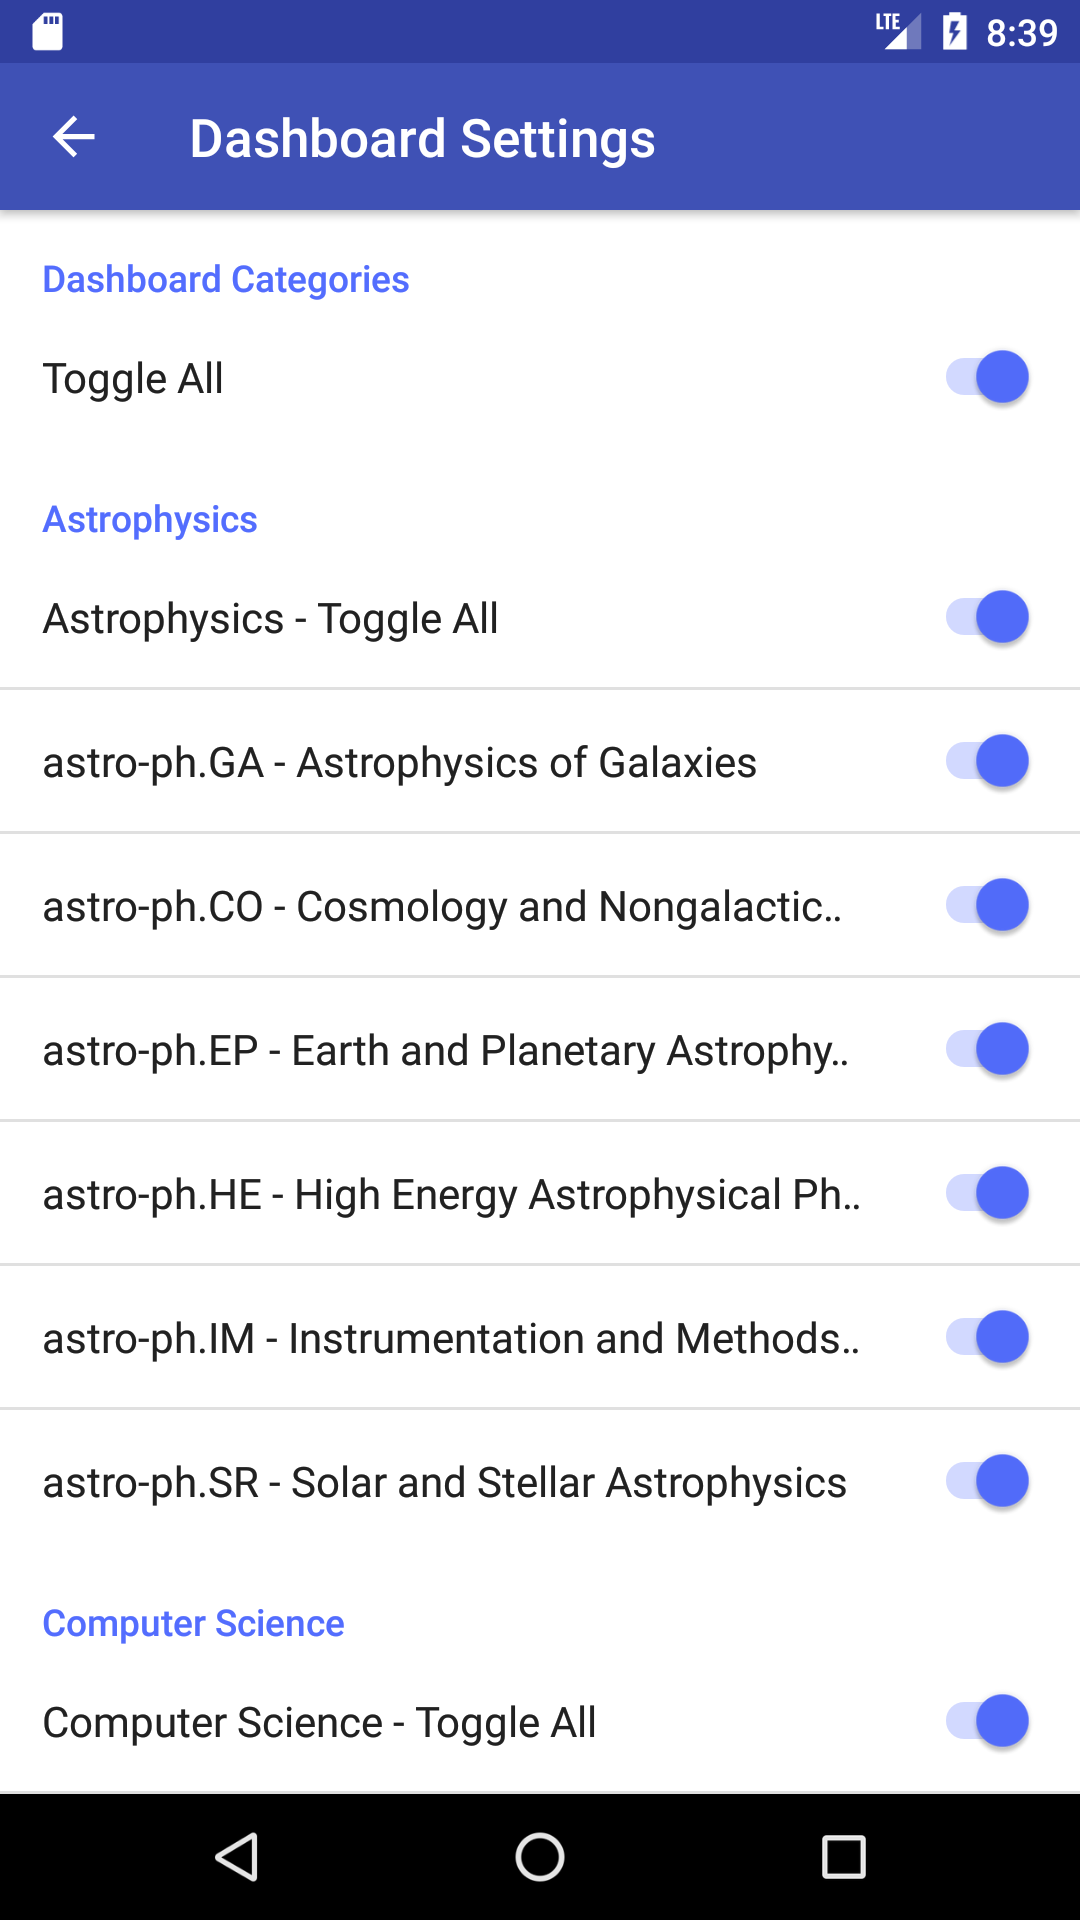 LTE 8:39
Dashboard Settings
Dashboard Categories
Toggle All
Astrophysics
Astrophysics - Toggle All
astro-ph.GA - Astrophysics of Galaxies
astro-ph.CO - Cosmology and Nongalactic..
astro-ph.EP - Earth and Planetary Astrophy..
astro-ph.HE - High Energy Astrophysical Ph..
astro-ph.IM - Instrumentation and Methods..
astro-ph.SR - Solar and Stellar Astrophysics
Computer Science
Computer Science - Toggle All